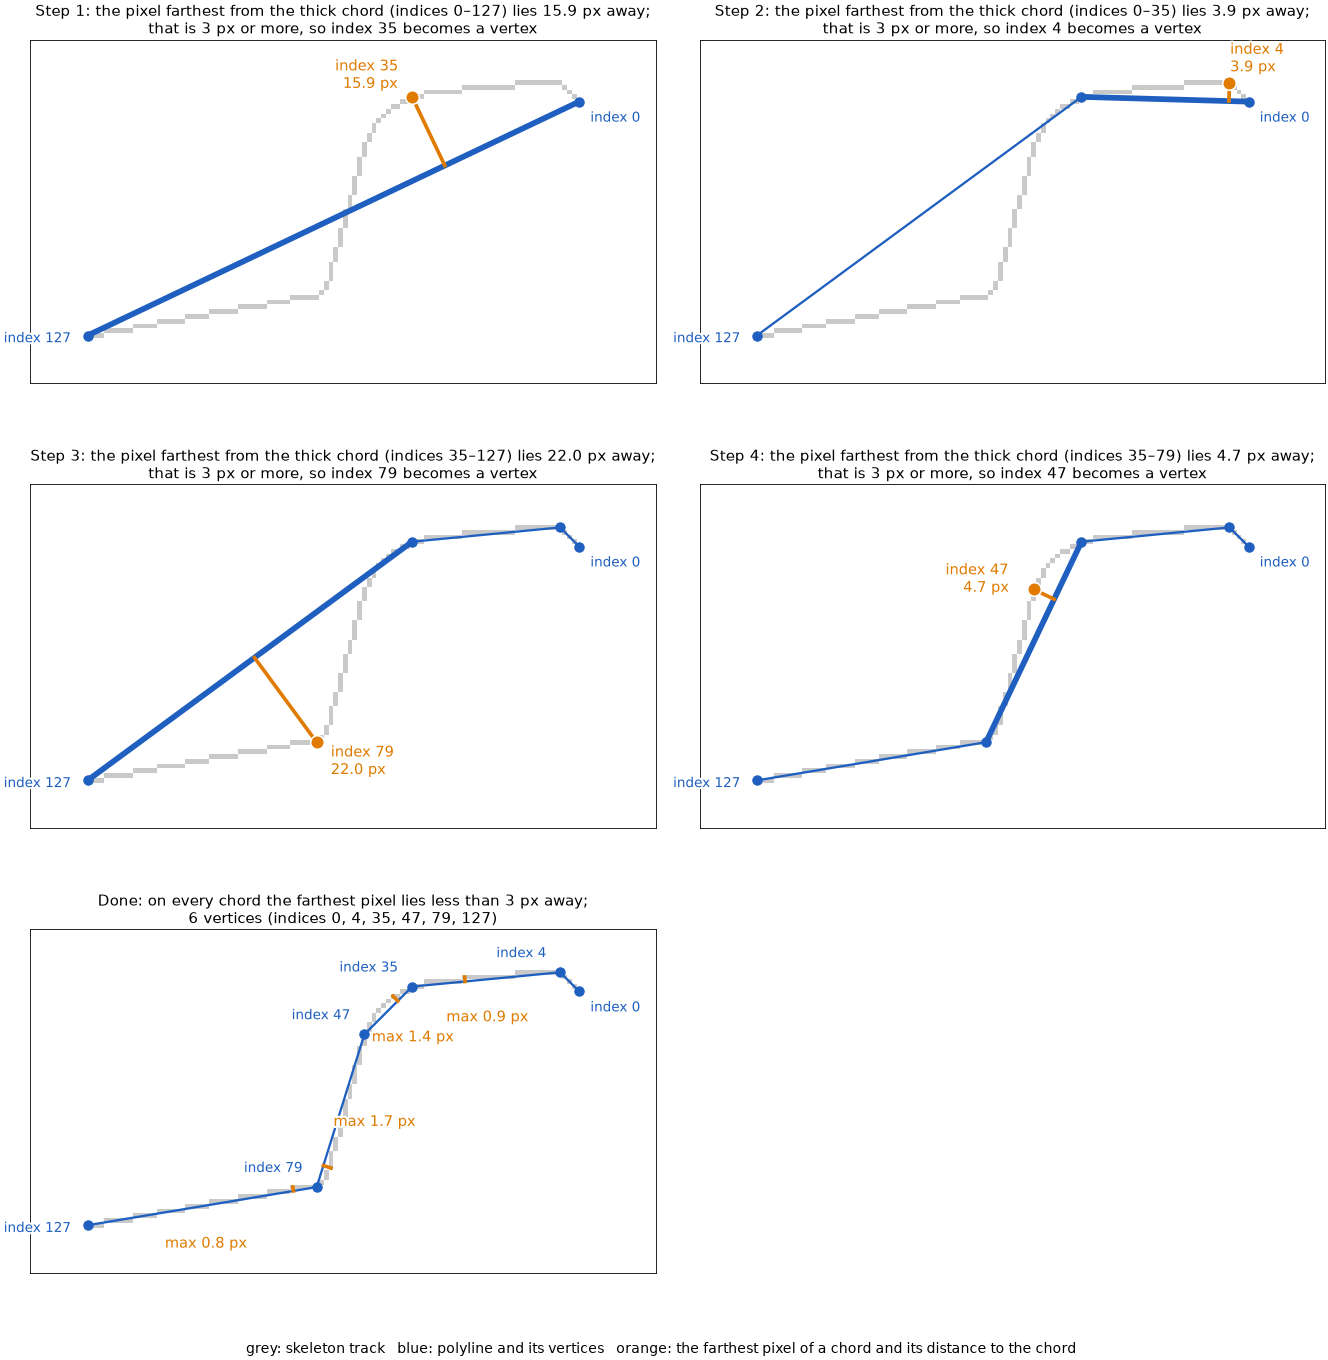 Step 1: the pixel farthest from the thick chord (indices 0–127) lies 15.9 px away;
that is 3 px or more, so index 35 becomes a vertex
index 35
15.9 px
index 0
index 127
Step 2: the pixel farthest from the thick chord (indices 0–35) lies 3.9 px away;
that is 3 px or more, so index 4 becomes a vertex
index 4
3.9 px
index 0
index 127
Step 3: the pixel farthest from the thick chord (indices 35–127) lies 22.0 px away;
that is 3 px or more, so index 79 becomes a vertex
index 0
index 79
22.0 px
index 127
Step 4: the pixel farthest from the thick chord (indices 35–79) lies 4.7 px away;
that is 3 px or more, so index 47 becomes a vertex
index 0
index 47
4.7 px
index 127
Done: on every chord the farthest pixel lies less than 3 px away;
6 vertices (indices 0, 4, 35, 47, 79, 127)
index 4
index 35
index 0
index 47
max 0.9 px
max 1.4 px
max 1.7 px
index 79
index 127
max 0.8 px
grey: skeleton track   blue: polyline and its vertices   orange: the farthest pixel of a chord and its distance to the chord